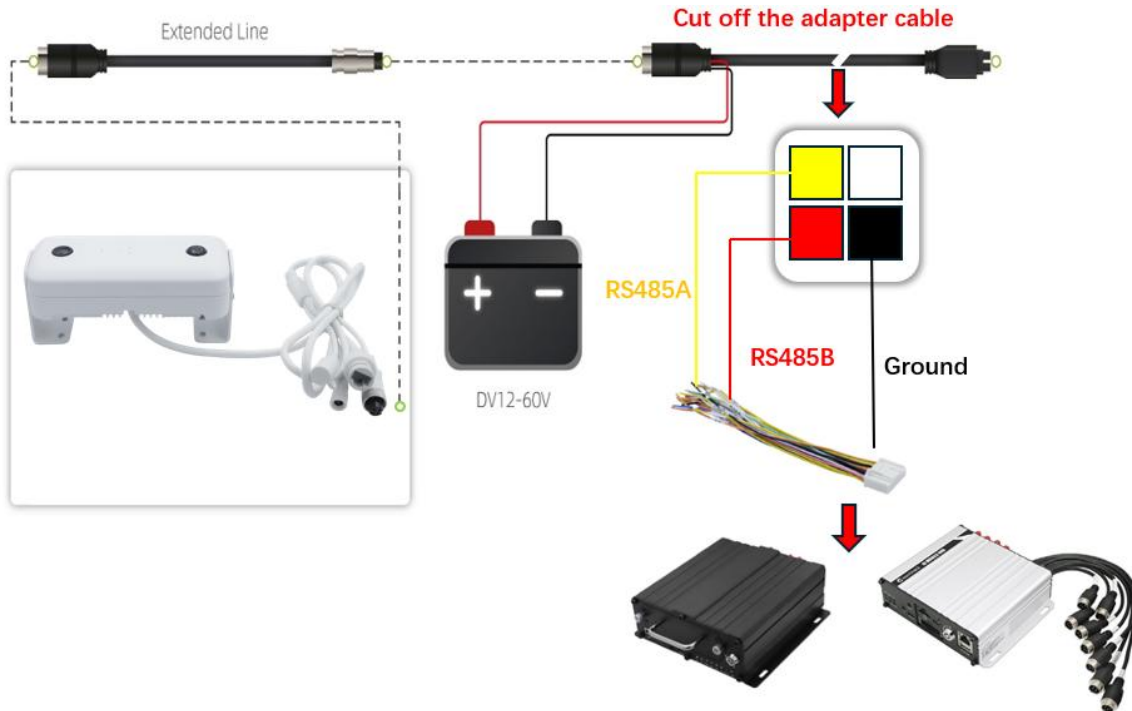 Cut off the adapter cable
Extended Line
RS485A
RS485B
Ground
DV12-60V